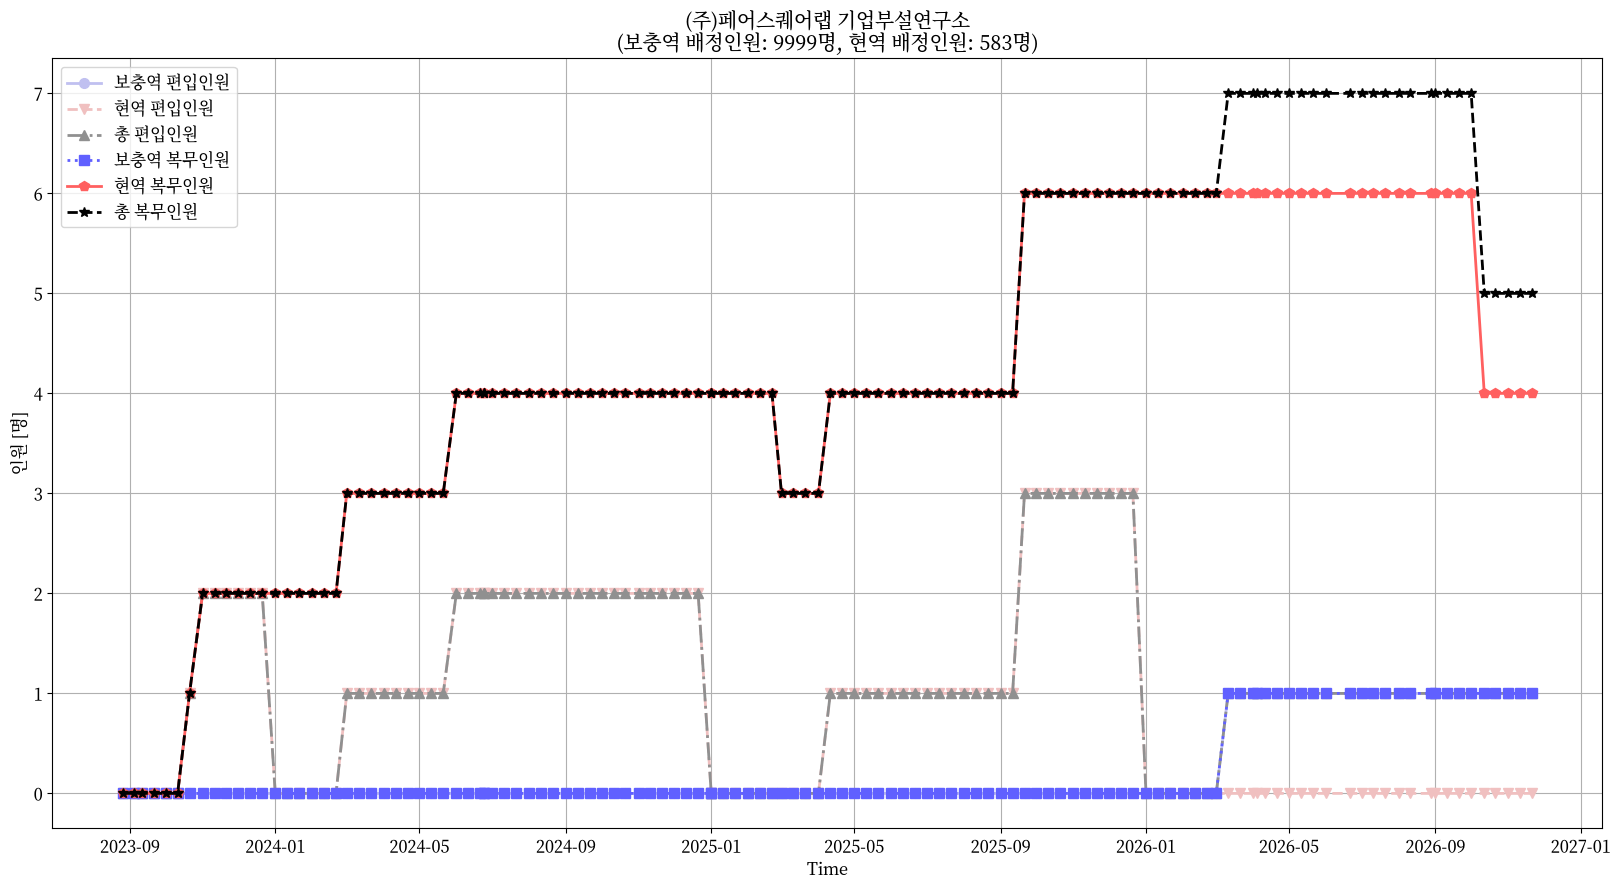 (주)페어스퀘어랩 기업부설연구소
(보충역 배정인원: 9999명, 현역 배정인원: 583명)
보충역 편입인원
현역 편입인원
총 편입인원
보충역 복무인원
현역 복무인원
총 복무인원
인원 [명]
7
6
5
4
3
2
1
0
2023-09
2024-01
2024-05
2024-09
2025-01
2025-05
2025-09
2026-01
2026-05
2026-09
2027-01
Time